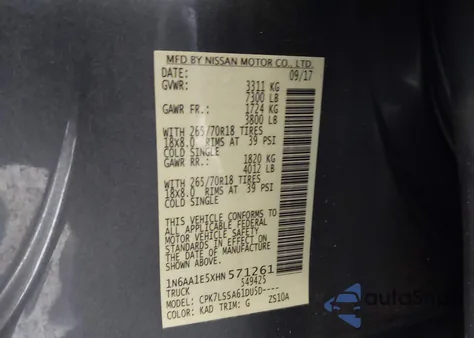 MFD BY NISSAN MOTOR CO., LTD.
DATE: 09/17
GVWR: 3311 KG
7300 LB
GAWR FR.: 1724 KG
3800 LB
WITH 265/70R18 TIRES
18X8.0 RIMS AT 39 PSI
COLD SINGLE
GAWR RR.: 1820 KG
4012 LB
WITH 265/70R18 TIRES
18X8.0 RIMS AT 39 PSI
COLD SINGLE
THIS VEHICLE CONFORMS TO
ALL APPLICABLE FEDERAL
MOTOR VEHICLE SAFETY
STANDARDS IN EFFECT ON
THE DATE OF MANUFACTURE
SHOWN ABOVE
1N6AA1E5XHN571261
TRUCK 549425
MODEL: CPK7LSSA61DUSD----
COLOR: KAD TRIM: G ZS10A